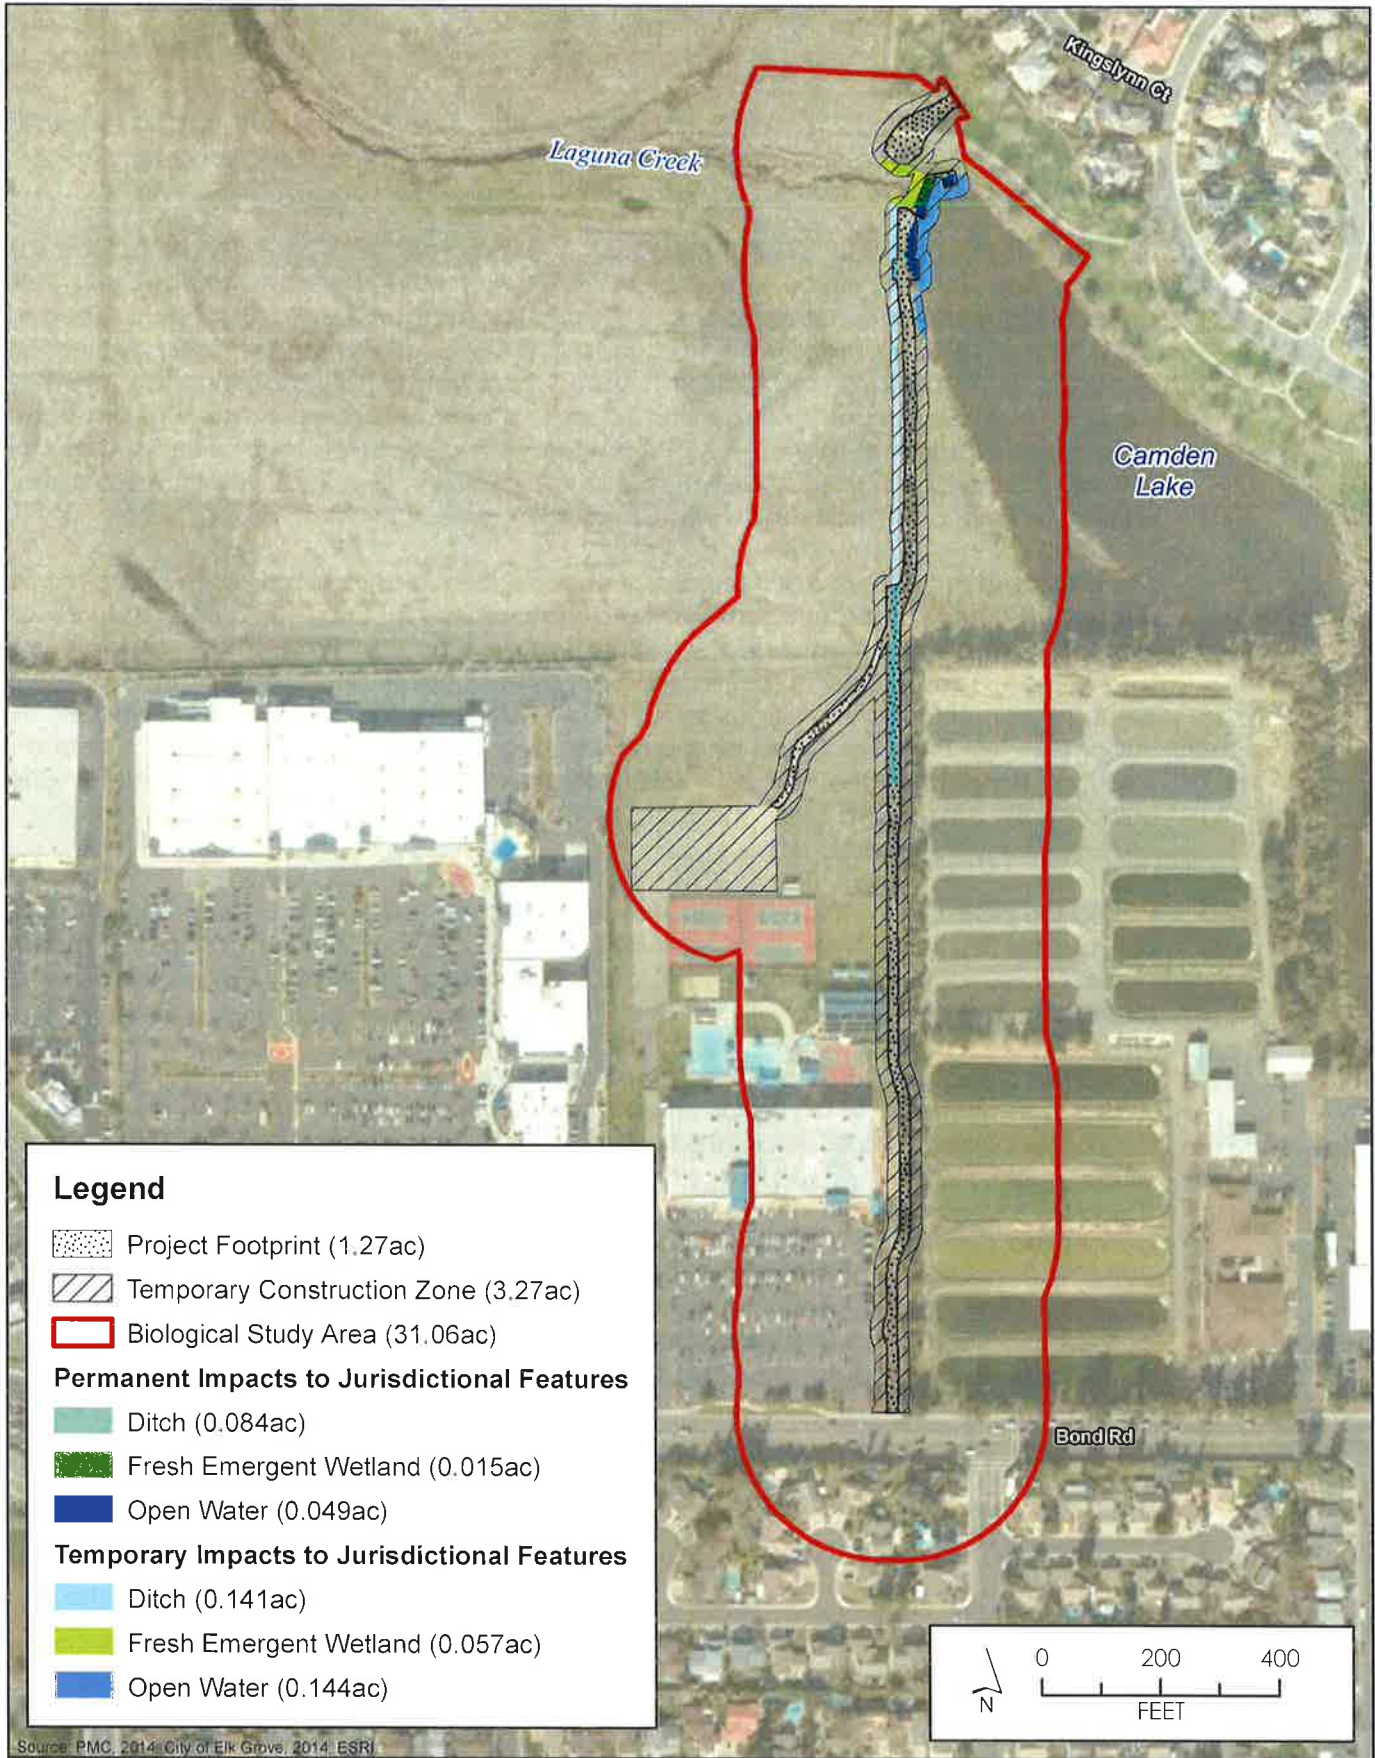 Kingslynn Ct
Laguna Creek
Camden
Lake
Bond Rd
Legend
Project Footprint (1.27ac)
Temporary Construction Zone (3.27ac)
Biological Study Area (31.06ac)
Permanent Impacts to Jurisdictional Features
Ditch (0.084ac)
Fresh Emergent Wetland (0.015ac)
Open Water (0.049ac)
Temporary Impacts to Jurisdictional Features
Ditch (0.141ac)
Fresh Emergent Wetland (0.057ac)
Open Water (0.144ac)
N
0 200 400
FEET
Source: PMC, 2014; City of Elk Grove, 2014; ESRI